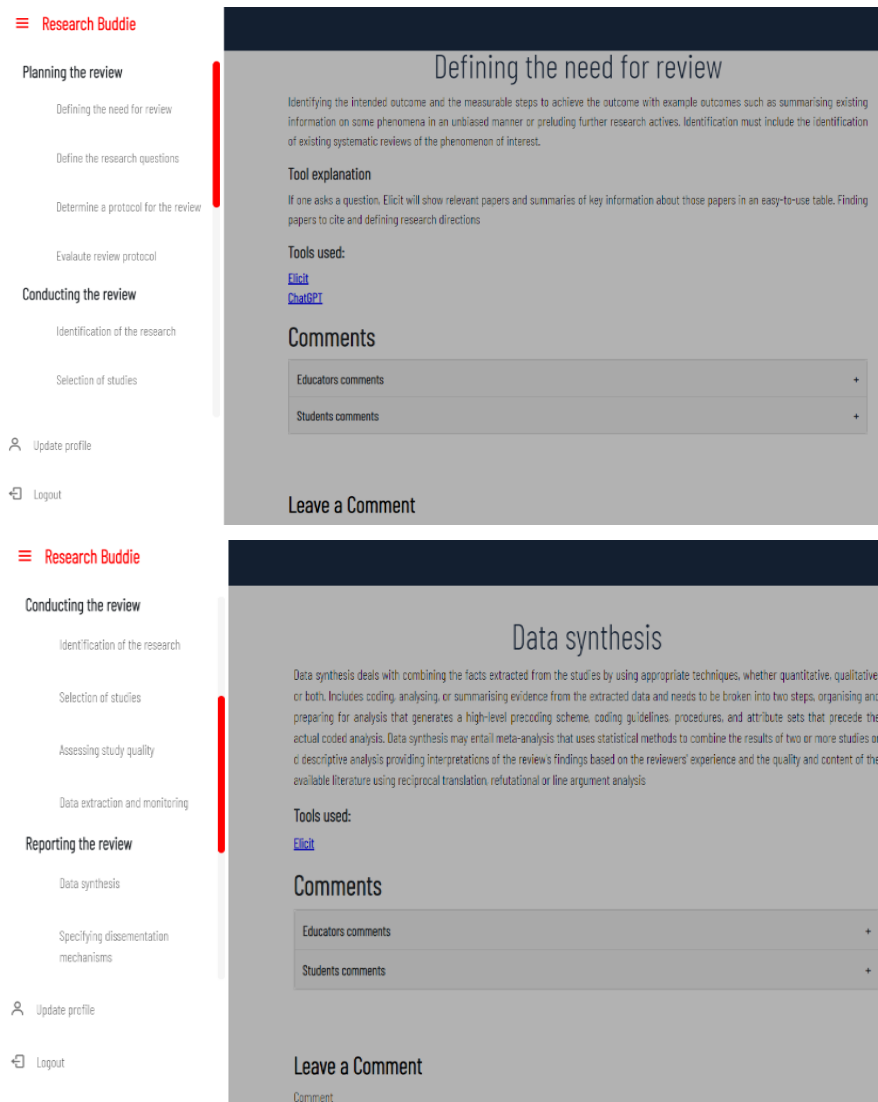 Research Buddie
Planning the review
Defining the need for review
Define the research questions
Determine a protocol for the review
Evalaute review protocol
Conducting the review
Identification of the research
Selection of studies
Update profile
Logout
Defining the need for review
Identifying the intended outcome and the measurable steps to achieve the outcome with example outcomes such as summarising existing
information on some phenomena in an unbiased manner or preluding further research actives. Identification must include the identification
of existing systematic reviews of the phenomenon of interest.
Tool explanation
If one asks a question, Elicit will show relevant papers and summaries of key information about those papers in an easy-to-use table. Finding
papers to cite and defining research directions
Tools used:
Elicit
ChatGPT
Comments
Educators comments +
Students comments +
Leave a Comment
Research Buddie
Conducting the review
Identification of the research
Selection of studies
Assessing study quality
Data extraction and monitoring
Reporting the review
Data synthesis
Specifying dissementation
mechanisms
Update profile
Logout
Data synthesis
Data synthesis deals with combining the facts extracted from the studies by using appropriate techniques, whether quantitative, qualitative
or both. Includes coding, analysing, or summarising evidence from the extracted data and needs to be broken into two steps, organising and
preparing for analysis that generates a high-level precoding scheme, coding guidelines, procedures, and attribute sets that precede the
actual coded analysis. Data synthesis may entail meta-analysis that uses statistical methods to combine the results of two or more studies or
d descriptive analysis providing interpretations of the review's findings based on the reviewers' experience and the quality and content of the
available literature using reciprocal translation, refutational or line argument analysis
Tools used:
Elicit
Comments
Educators comments +
Students comments +
Leave a Comment
Comment